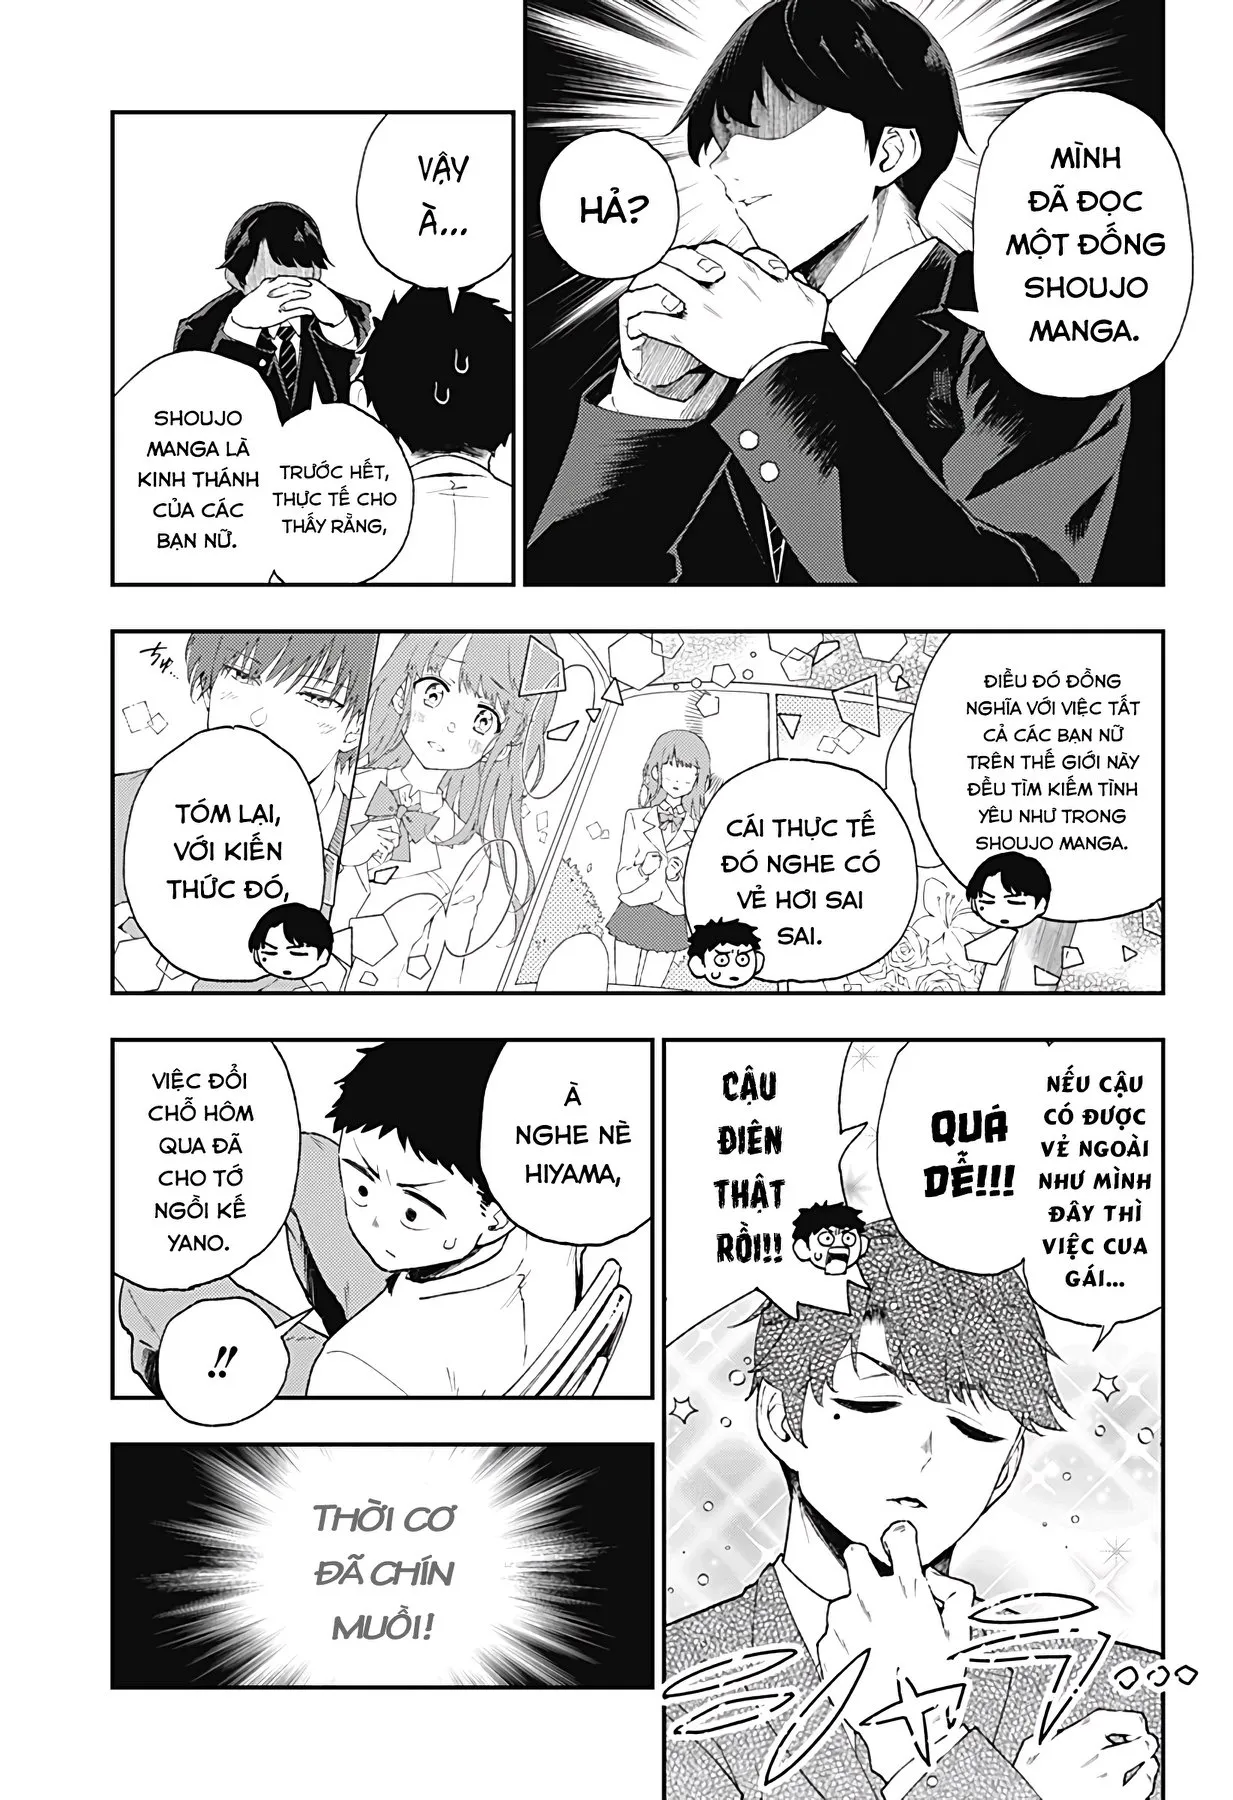 MÌNH
ĐÃ ĐỌC
MỘT ĐỐNG
SHOUJO
MANGA.
HẢ?
VẬY
À...
TRƯỚC HẾT,
THỰC TẾ CHO
THẤY RẰNG,
SHOUJO
MANGA LÀ
KINH THÁNH
CỦA CÁC
BẠN NỮ.
ĐIỀU ĐÓ ĐỒNG
NGHĨA VỚI VIỆC TẤT
CẢ CÁC BẠN NỮ
TRÊN THẾ GIỚI NÀY
ĐỀU TÌM KIẾM TÌNH
YÊU NHƯ TRONG
SHOUJO MANGA.
CÁI THỰC TẾ
ĐÓ NGHE CÓ
VẺ HƠI SAI
SAI.
ちゅ...
TÓM LẠI,
VỚI KIẾN
THỨC ĐÓ,
NẾU CẬU
CÓ ĐƯỢC
VẺ NGOÀI
NHƯ MÌNH
ĐÂY THÌ
VIỆC CUA
GÁI...
QUÁ
DỄ!!!
CẬU
ĐIÊN
THẬT
RỒI!!
シャラ...
À
NGHE NÈ
HIYAMA,
VIỆC ĐỔI
CHỖ HÔM
QUA ĐÃ
CHO TỚ
NGỒI KẾ
YANO.
!!
THỜI CƠ
ĐÃ CHÍN
MUỒI!